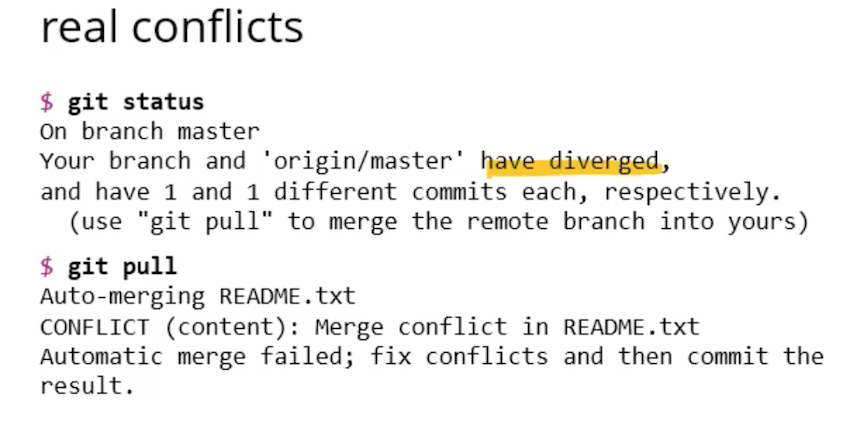 real conflicts
$ git status
On branch master
Your branch and 'origin/master' have diverged,
and have 1 and 1 different commits each, respectively.
  (use "git pull" to merge the remote branch into yours)
$ git pull
Auto-merging README.txt
CONFLICT (content): Merge conflict in README.txt
Automatic merge failed; fix conflicts and then commit the
result.